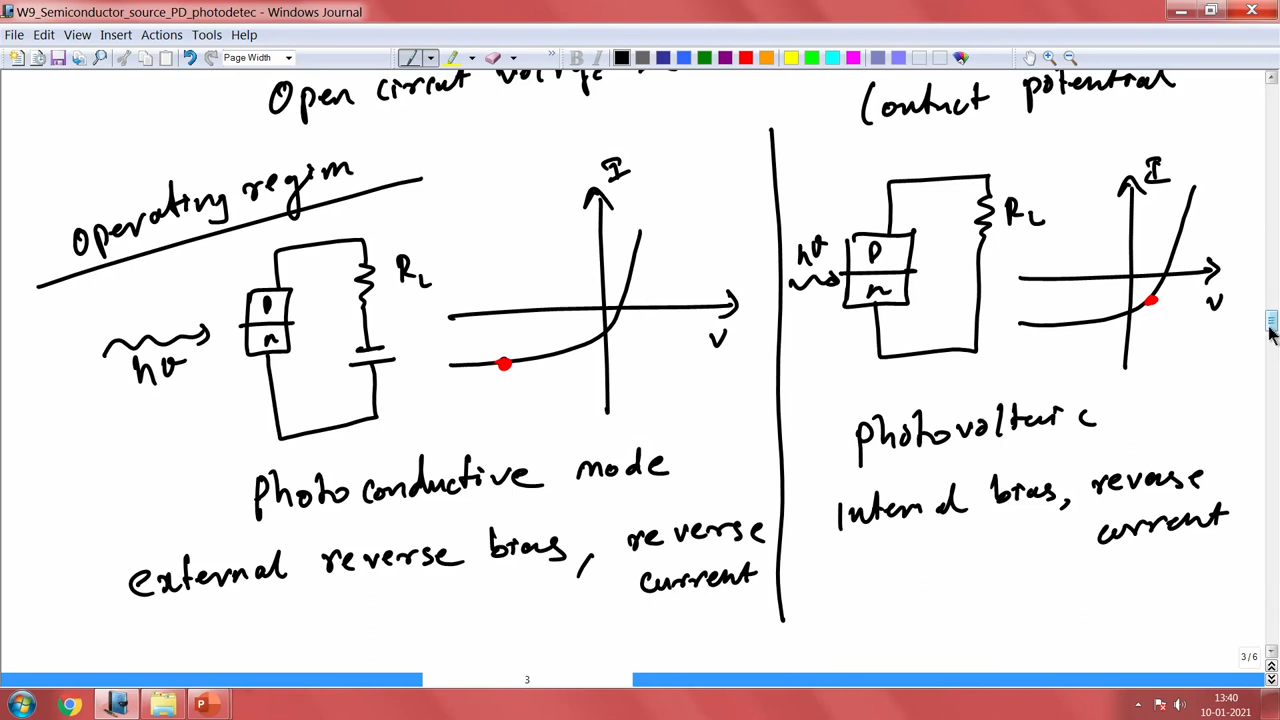 W9_Semiconductor_source_PD_photodetec - Windows Journal
File Edit View Insert Actions Tools Help
Page Width
Open circuit
Contact potential
Operating regim
I
I
P
n
RL
hν
V
hν
P
n
RL
V
Photoconductive mode
external reverse bias, reverse
current
Photovoltaic
Internal bias, reverse
current
3/6
3
13:40
10-01-2021